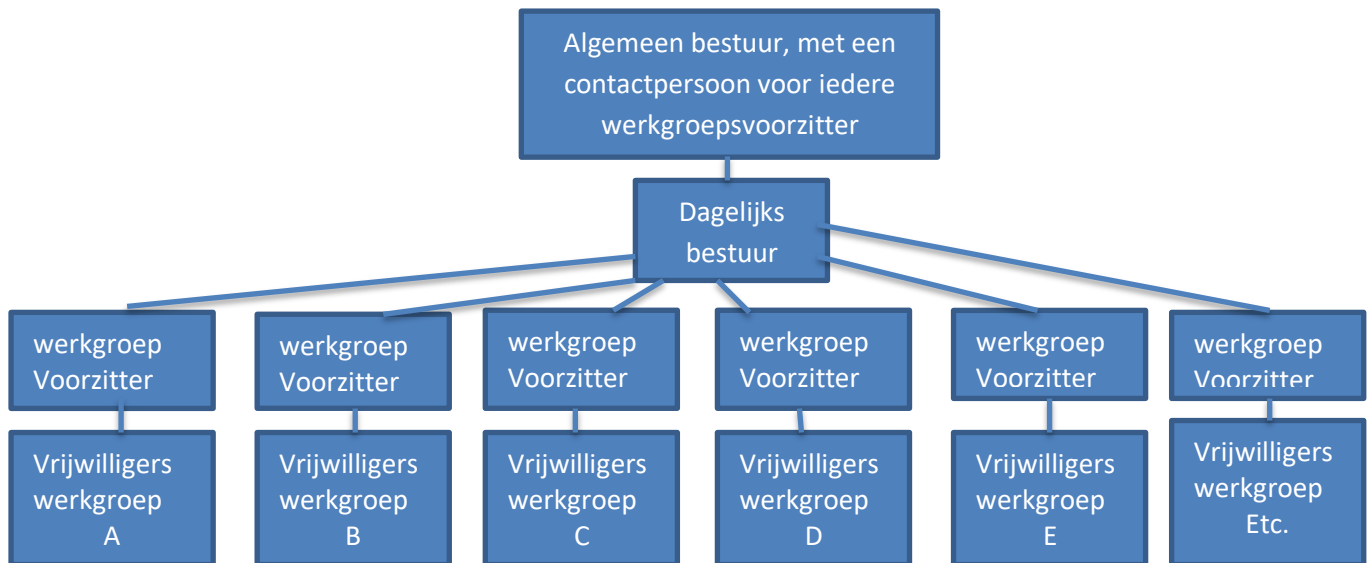 Algemeen bestuur, met een
contactpersoon voor iedere
werkgroepsvoorzitter
Dagelijks
bestuur
werkgroep
Voorzitter
werkgroep
Voorzitter
werkgroep
Voorzitter
werkgroep
Voorzitter
werkgroep
Voorzitter
werkgroep
Voorzitter
Vrijwilligers
werkgroep
A
Vrijwilligers
werkgroep
B
Vrijwilligers
werkgroep
C
Vrijwilligers
werkgroep
D
Vrijwilligers
werkgroep
E
Vrijwilligers
werkgroep
Etc.